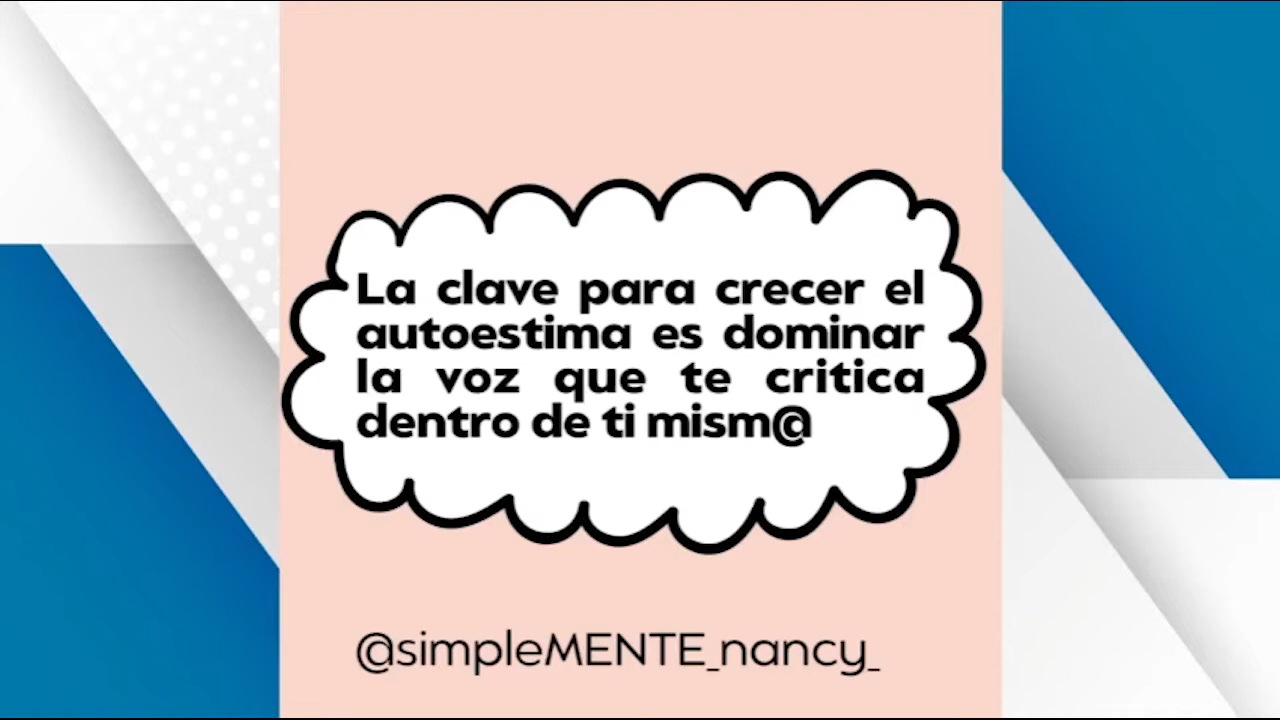 La clave para crecer el
autoestima es dominar
la voz que te critica
dentro de ti mism@
@simpleMENTE_nancy_